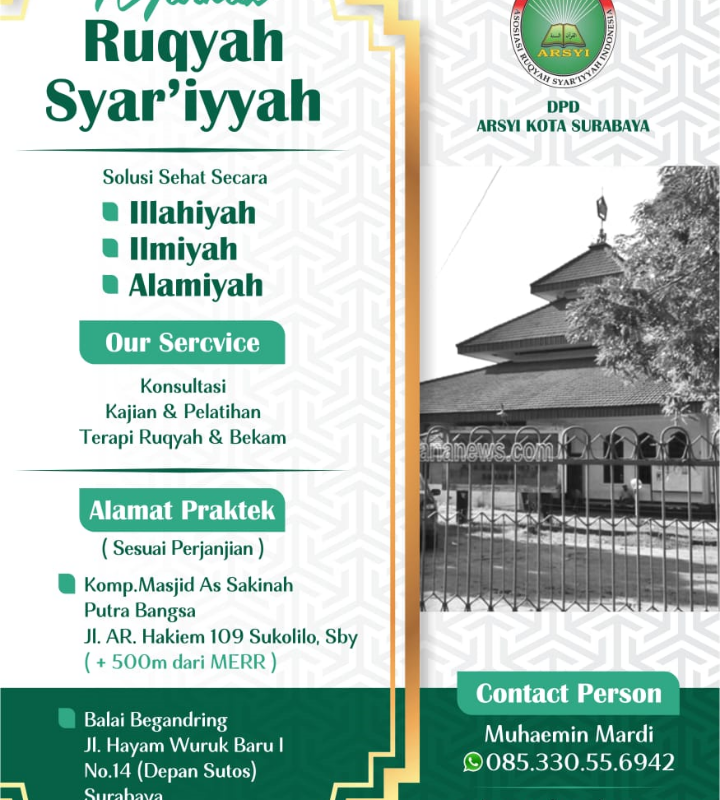 Ruqyah
Syar'iyyah
Solusi Sehat Secara
Illahiyah
Ilmiyah
Alamiyah
Our Sercvice
Konsultasi
Kajian & Pelatihan
Terapi Ruqyah & Bekam
Alamat Praktek
( Sesuai Perjanjian )
Komp.Masjid As Sakinah
Putra Bangsa
Jl. AR. Hakiem 109 Sukolilo, Sby
( + 500m dari MERR )
Balai Begandring
Jl. Hayam Wuruk Baru I
No.14 (Depan Sutos)
Surabaya
ASOSIASI RUQYAH SYAR'IYYAH INDONESIA
ARSYI
DPD
ARSYI KOTA SURABAYA
ananews.com
Contact Person
Muhaemin Mardi
085.330.55.6942